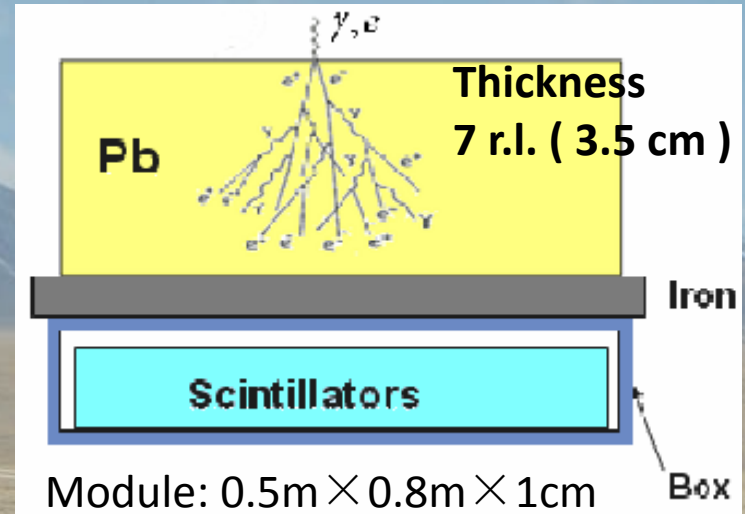 γ,e
Thickness
7 r.l. ( 3.5 cm )
Pb
e⁺ e⁻
γ
Iron
Scintillators
Module: 0.5m×0.8m×1cm
Box